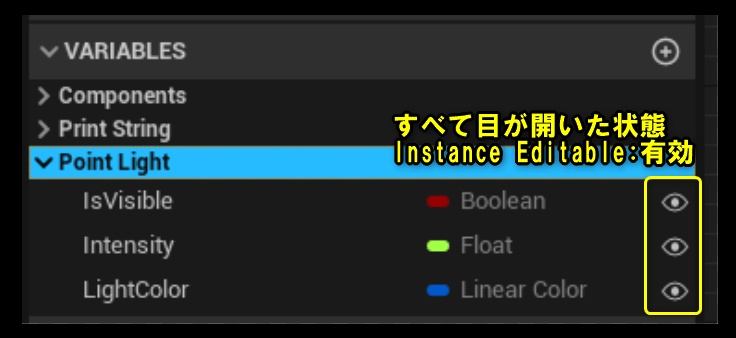 VARIABLES
Components
Print String
すべて目が開いた状態
Instance Editable:有効
Point Light
IsVisible Boolean
Intensity Float
LightColor Linear Color